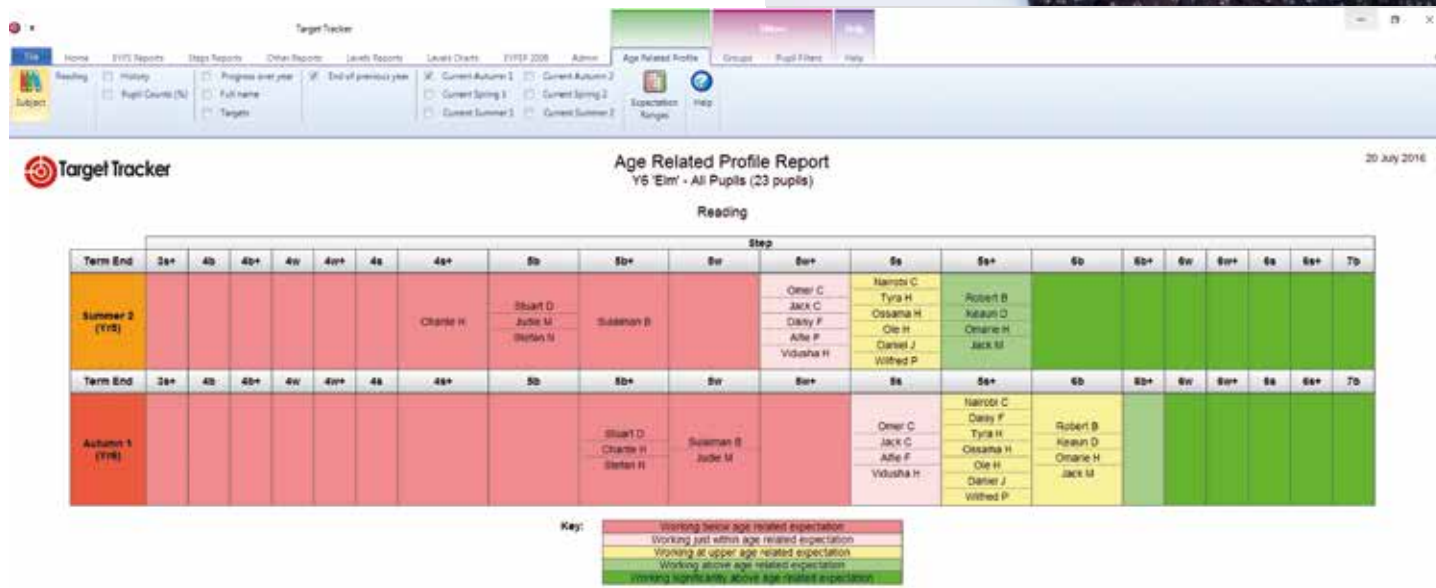 Target Tracker
File Home EYFS Reports Steps Reports Other Reports Levels Reports Levels Charts EYFSP 2008 Admin Age Related Profile Groups Pupil Filters Help
Subject
Reading
History
Pupil Counts (%)
Progress over year
Full name
Targets
End of previous year
Current Autumn 1
Current Spring 1
Current Summer 1
Current Autumn 2
Current Spring 2
Current Summer 2
Expectation Ranges
Help
Target Tracker
Age Related Profile Report
20 July 2016
Y6 'Elm' - All Pupils (23 pupils)
Reading
Step
Term End 3s+ 4b 4b+ 4w 4w+ 4s 4s+ 5b 5b+ 5w 5w+ 5s 5s+ 6b 6b+ 6w 6w+ 6s 6s+ 7b
Summer 2 (Yr5)
Charlie H
Stuart D
Judie M
Stefan N
Sulaiman B
Omer C
Jack C
Daisy F
Alfie F
Vidusha H
Nairobi C
Tyra H
Ossama H
Ole H
Daniel J
Wilfred P
Robert B
Keaun D
Omarie H
Jack M
Term End 3s+ 4b 4b+ 4w 4w+ 4s 4s+ 5b 5b+ 5w 5w+ 5s 5s+ 6b 6b+ 6w 6w+ 6s 6s+ 7b
Autumn 1 (Yr6)
Stuart D
Charlie H
Stefan N
Sulaiman B
Judie M
Omer C
Jack C
Alfie F
Vidusha H
Nairobi C
Daisy F
Tyra H
Ossama H
Ole H
Daniel J
Wilfred P
Robert B
Keaun D
Omarie H
Jack M
Key:
Working below age related expectation
Working just within age related expectation
Working at upper age related expectation
Working above age related expectation
Working significantly above age related expectation